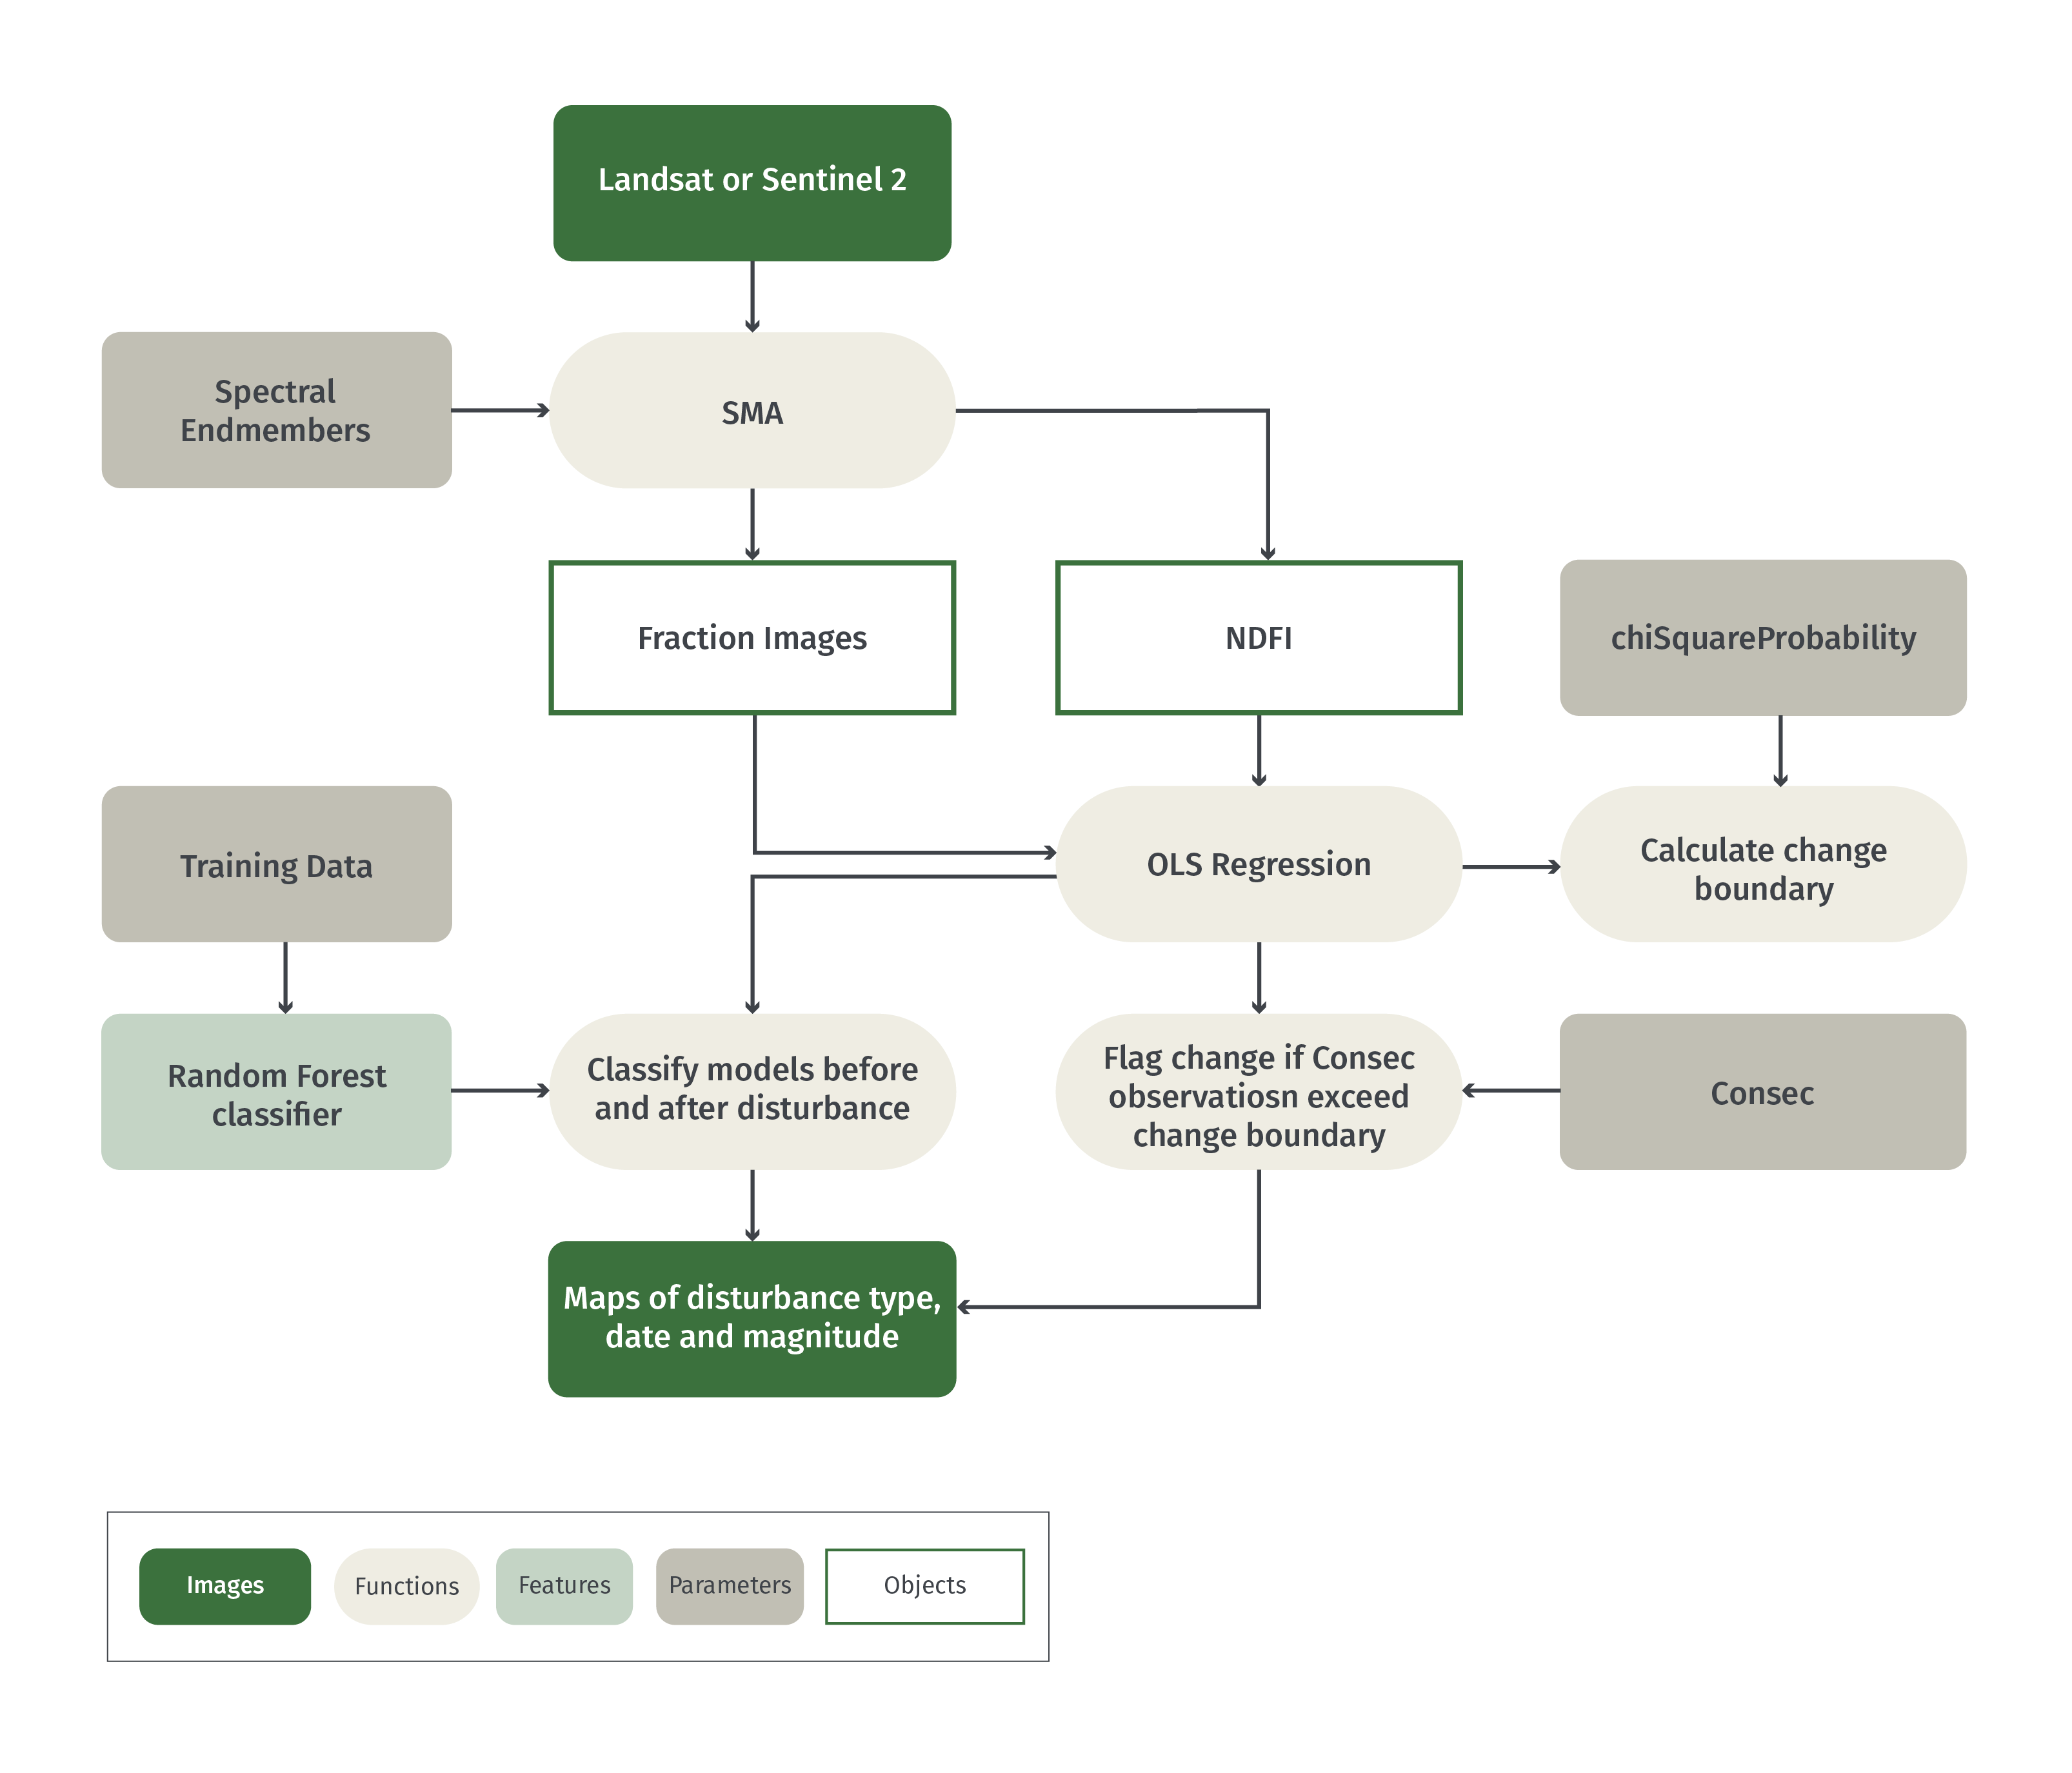 Landsat or Sentinel 2
Spectral
Endmembers
SMA
Fraction Images
NDFI
chiSquareProbability
Training Data
OLS Regression
Calculate change
boundary
Random Forest
classifier
Classify models before
and after disturbance
Flag change if Consec
observatiosn exceed
change boundary
Consec
Maps of disturbance type,
date and magnitude
Images
Functions
Features
Parameters
Objects